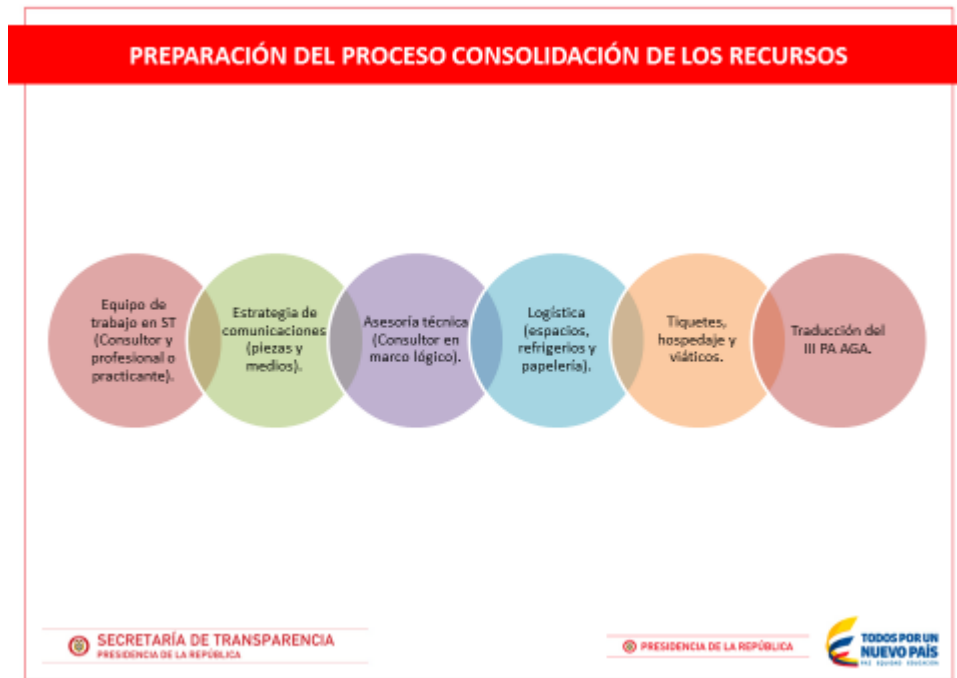 PREPARACIÓN DEL PROCESO CONSOLIDACIÓN DE LOS RECURSOS
Equipo de
trabajo en ST
(Consultor y
profesional o
practicante).
Estrategia de
comunicaciones
(piezas y
medios).
Asesoría técnica
(Consultor en
marco lógico).
Logística
(espacios,
refrigerios y
papelería).
Tiquetes,
hospedaje y
viáticos.
Traducción del
III PA AGA.
SECRETARÍA DE TRANSPARENCIA
PRESIDENCIA DE LA REPÚBLICA
PRESIDENCIA DE LA REPÚBLICA
TODOS POR UN
NUEVO PAÍS
PAZ EQUIDAD EDUCACIÓN